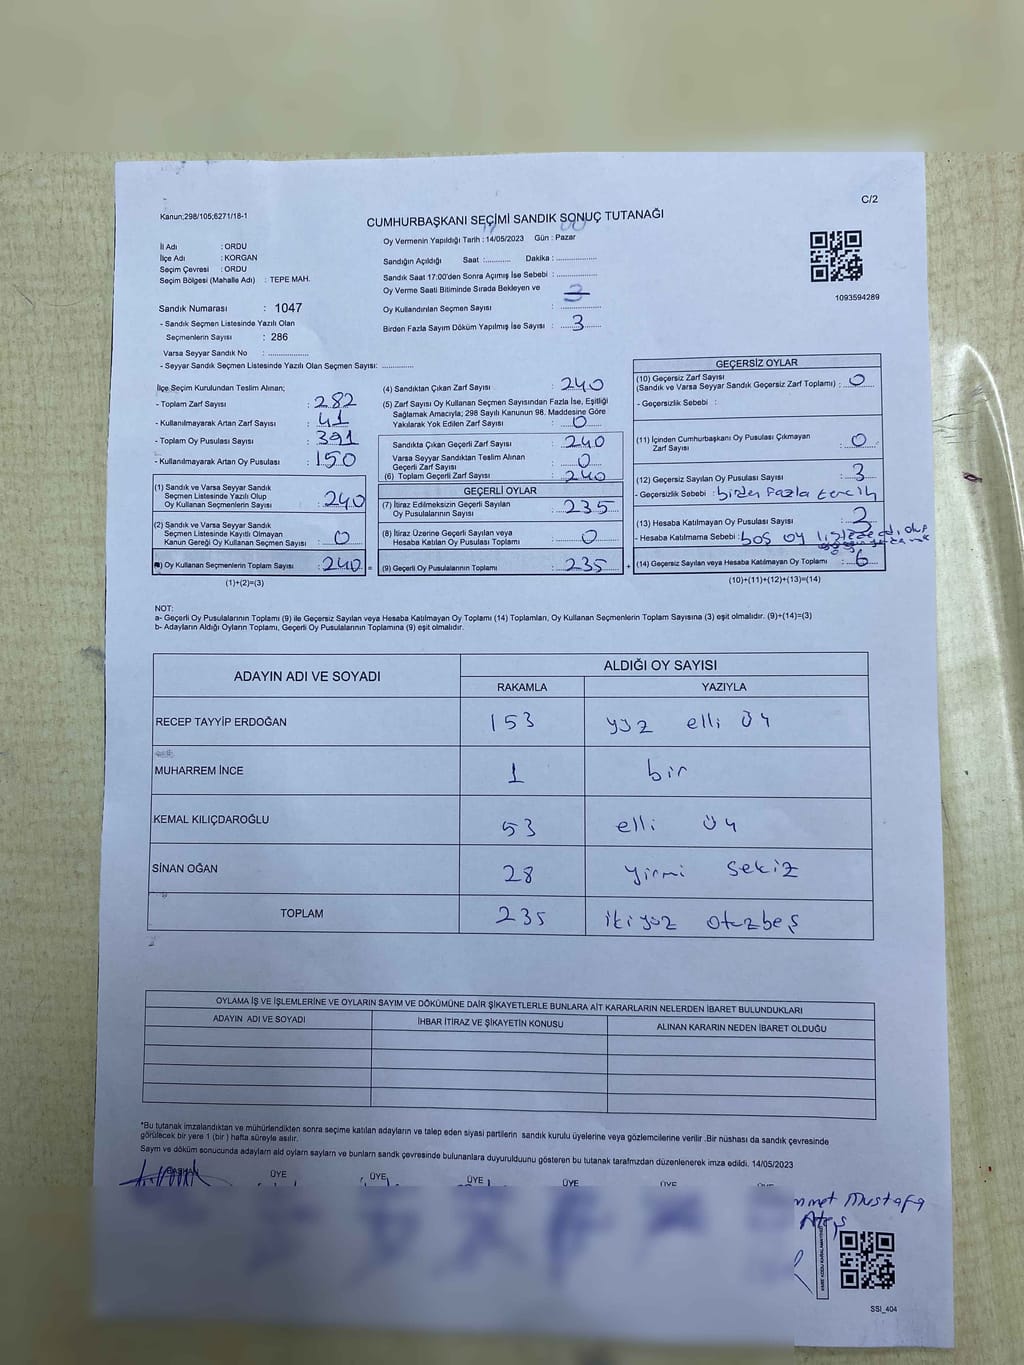 C/2
Kanun;298/105;6271/18-1
CUMHURBAŞKANI SEÇİMİ SANDIK SONUÇ TUTANAĞI
İl Adı : ORDU
İlçe Adı : KORGAN
Seçim Çevresi : ORDU
Seçim Bölgesi (Mahalle Adı) : TEPE MAH.
Oy Vermenin Yapıldığı Tarih : 14/05/2023 Gün : Pazar
Sandığın Açıldığı Saat :........... Dakika :................
Sandık Saat 17:00'den Sonra Açımış İse Sebebi :................
Oy Verme Saati Bitiminde Sırada Bekleyen ve
Oy Kullandırılan Seçmen Sayısı :................
Birden Fazla Sayım Döküm Yapılmış İse Sayısı : 3
1093594289
Sandık Numarası : 1047
- Sandık Seçmen Listesinde Yazılı Olan
Seçmenlerin Sayısı : 286
Varsa Seyyar Sandık No :................
- Seyyar Sandık Seçmen Listesinde Yazılı Olan Seçmen Sayısı:................
İlçe Seçim Kurulundan Teslim Alınan;
- Toplam Zarf Sayısı : 282
- Kullanılmayarak Artan Zarf Sayısı : 41
- Toplam Oy Pusulası Sayısı : 391
- Kullanılmayarak Artan Oy Pusulası : 150
(1) Sandık ve Varsa Seyyar Sandık
Seçmen Listesinde Yazılı Olup
Oy Kullanan Seçmenlerin Sayısı : 240
(2) Sandık ve Varsa Seyyar Sandık
Seçmen Listesinde Kayıtlı Olmayan
Kanun Gereği Oy Kullanan Seçmen Sayısı : 0
Oy Kullanan Seçmenlerin Toplam Sayısı : 240 =
(1)+(2)=(3)
(4) Sandıktan Çıkan Zarf Sayısı : 240
(5) Zarf Sayısı Oy Kullanan Seçmen Sayısından Fazla İse, Eşitliği
Sağlamak Amacıyla; 298 Sayılı Kanunun 98. Maddesine Göre
Yakılarak Yok Edilen Zarf Sayısı : 0
Sandıkta Çıkan Geçerli Zarf Sayısı : 240
Varsa Seyyar Sandıktan Teslim Alınan
Geçerli Zarf Sayısı : 0
(6) Toplam Geçerli Zarf Sayısı : 240
GEÇERLİ OYLAR
(7) İtiraz Edilmeksizin Geçerli Sayılan
Oy Pusulalarının Sayısı : 235
(8) İtiraz Üzerine Geçerli Sayılan veya
Hesaba Katılan Oy Pusulası Toplamı : 0
(9) Geçerli Oy Pusulalarının Toplamı : 235 +
GEÇERSİZ OYLAR
(10) Geçersiz Zarf Sayısı
(Sandık ve Varsa Seyyar Sandık Geçersiz Zarf Toplamı) : 0
- Geçersizlik Sebebi :
(11) İçinden Cumhurbaşkanı Oy Pusulası Çıkmayan
Zarf Sayısı : 0
(12) Geçersiz Sayılan Oy Pusulası Sayısı : 3
- Geçersizlik Sebebi : birden fazla tercih
(13) Hesaba Katılmayan Oy Pusulası Sayısı
- Hesaba Katılmama Sebebi : boş oy
(14) Geçersiz Sayılan veya Hesaba Katılmayan Oy Toplamı : 6
(10)+(11)+(12)+(13)=(14)
NOT:
a- Geçerli Oy Pusulalarının Toplamı (9) ile Geçersiz Sayılan veya Hesaba Katılmayan Oy Toplamı (14) Toplamları, Oy Kullanan Seçmenlerin Toplam Sayısına (3) eşit olmalıdır. (9)+(14)=(3)
b- Adayların Aldığı Oyların Toplamı, Geçerli Oy Pusulalarının Toplamına (9) eşit olmalıdır.
ADAYIN ADI VE SOYADI
ALDIĞI OY SAYISI
RAKAMLA YAZIYLA
RECEP TAYYİP ERDOĞAN 153 yüz elli üç
MUHARREM İNCE 1 bir
KEMAL KILIÇDAROĞLU 53 elli üç
SİNAN OĞAN 28 yirmi sekiz
TOPLAM 235 ikiyüz otuzbeş
OYLAMA İŞ VE İŞLEMLERİNE VE OYLARIN SAYIM VE DÖKÜMÜNE DAİR ŞİKAYETLERLE BUNLARA AİT KARARLARIN NELERDEN İBARET BULUNDUKLARI
ADAYIN ADI VE SOYADI İHBAR İTİRAZ VE ŞİKAYETİN KONUSU ALINAN KARARIN NEDEN İBARET OLDUĞU
*Bu tutanak imzalandıktan ve mühürlendikten sonra seçime katılan adayların ve talep eden siyasi partilerin sandık kurulu üyelerine veya gözlemcilerine verilir .Bir nüshası da sandık çevresinde
görülecek bir yere 1 (bir ) hafta süreyle asılır.
Sayım ve döküm sonucunda adayların ald oyların sayların ve bunların sandk çevresinde bulunanlara duyurulduunu gösteren bu tutanak tarafmzdan düzenlenerek imza edildi. 14/05/2023
BAŞKAN ÜYE ÜYE ÜYE ÜYE ÜYE
mmet Mustafa
Ateş
SSI_404